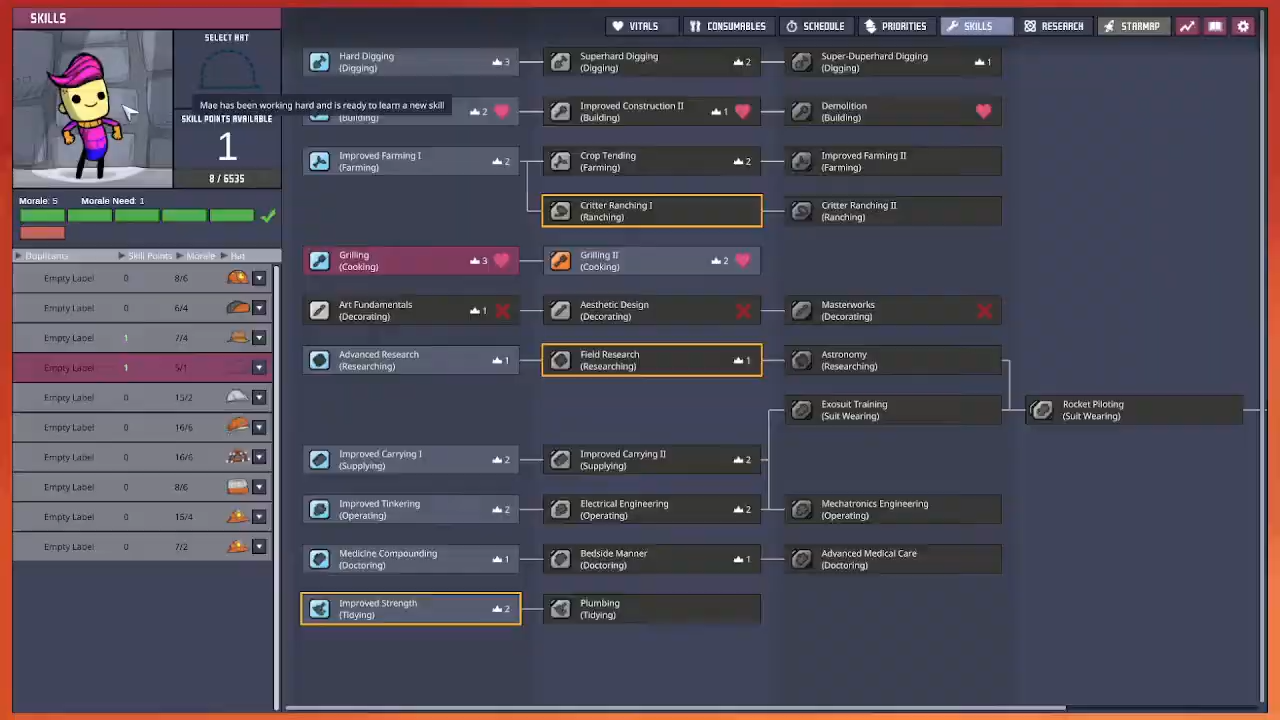 SKILLS
VITALS
CONSUMABLES
SCHEDULE
PRIORITIES
SKILLS
RESEARCH
STARMAP
SELECT HAT
Mae has been working hard and is ready to learn a new skill
SKILL POINTS AVAILABLE
1
8 / 6535
Morale: 5 Morale Need: 1
Duplicants Skill Points Morale Hat
Empty Label 0 8/6
Empty Label 0 6/4
Empty Label 1 7/4
Empty Label 1 5/1
Empty Label 0 15/2
Empty Label 0 16/6
Empty Label 0 16/6
Empty Label 0 8/6
Empty Label 0 15/4
Empty Label 0 7/2
Hard Digging
(Digging)
3
Superhard Digging
(Digging)
2
Super-Duperhard Digging
(Digging)
1
(Building)
2
Improved Construction II
(Building)
1
Demolition
(Building)
Improved Farming I
(Farming)
2
Crop Tending
(Farming)
2
Improved Farming II
(Farming)
Critter Ranching I
(Ranching)
Critter Ranching II
(Ranching)
Grilling
(Cooking)
3
Grilling II
(Cooking)
2
Art Fundamentals
(Decorating)
1
Aesthetic Design
(Decorating)
Masterworks
(Decorating)
Advanced Research
(Researching)
1
Field Research
(Researching)
1
Astronomy
(Researching)
Exosuit Training
(Suit Wearing)
Rocket Piloting
(Suit Wearing)
Improved Carrying I
(Supplying)
2
Improved Carrying II
(Supplying)
2
Improved Tinkering
(Operating)
2
Electrical Engineering
(Operating)
2
Mechatronics Engineering
(Operating)
Medicine Compounding
(Doctoring)
1
Bedside Manner
(Doctoring)
1
Advanced Medical Care
(Doctoring)
Improved Strength
(Tidying)
2
Plumbing
(Tidying)